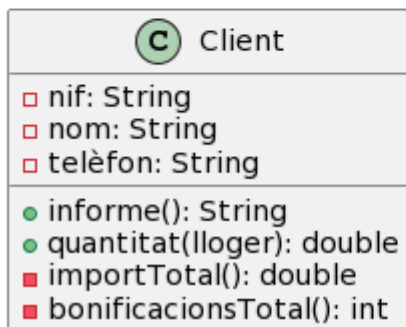 C Client
nif: String
nom: String
telèfon: String
informe(): String
quantitat(lloger): double
importTotal(): double
bonificacionsTotal(): int